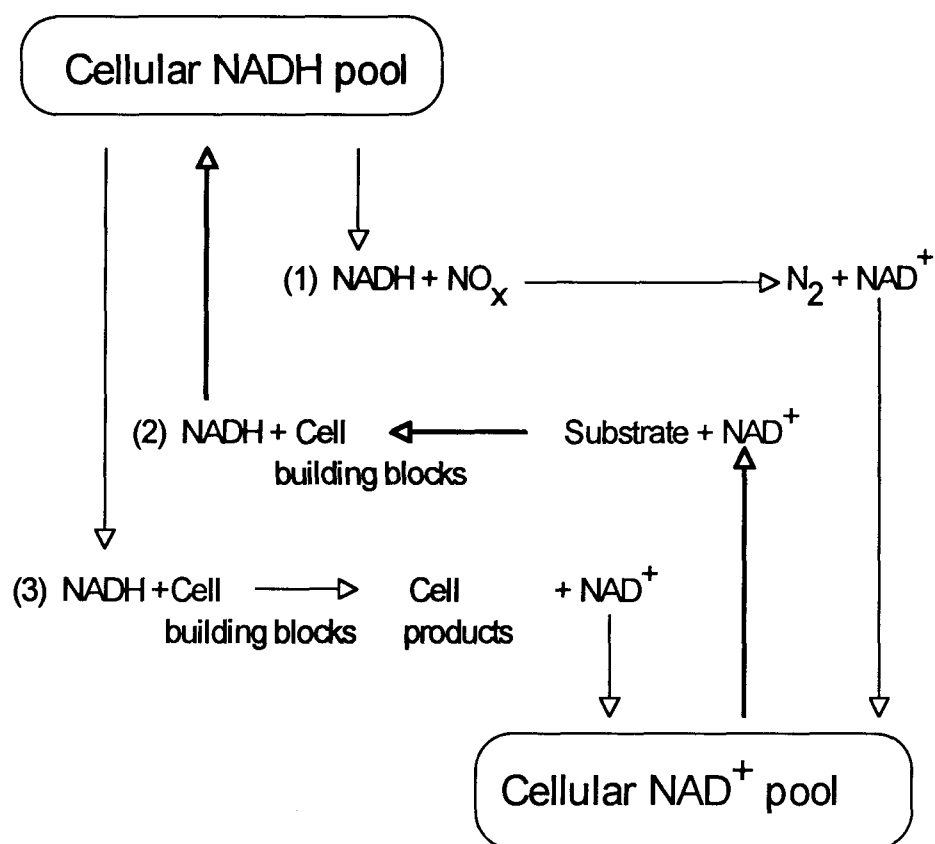 Cellular NADH pool
(1) NADH + NOₓ N₂ + NAD⁺
(2) NADH + Cell Substrate + NAD⁺
building blocks
(3) NADH +Cell Cell + NAD⁺
building blocks products
Cellular NAD⁺ pool